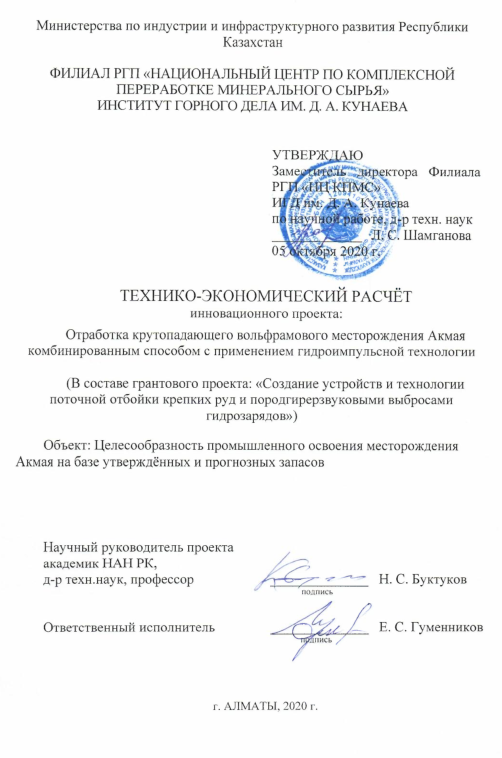 Министерства по индустрии и инфраструктурного развития Республики
Казахстан
ФИЛИАЛ РГП «НАЦИОНАЛЬНЫЙ ЦЕНТР ПО КОМПЛЕКСНОЙ
ПЕРЕРАБОТКЕ МИНЕРАЛЬНОГО СЫРЬЯ»
ИНСТИТУТ ГОРНОГО ДЕЛА ИМ. Д. А. КУНАЕВА
УТВЕРЖДАЮ
Заместитель директора Филиала
РГП «НЦ КПМС»
ИГД им. Д. А. Кунаева
по научной работе, д-р техн. наук
Л. С. Шамганова
05 октября 2020 г.
ТЕХНИКО-ЭКОНОМИЧЕСКИЙ РАСЧЁТ
инновационного проекта:
Отработка крутопадающего вольфрамового месторождения Акмая
комбинированным способом с применением гидроимпульсной технологии
(В составе грантового проекта: «Создание устройств и технологии
поточной отбойки крепких руд и породгирерзвуковыми выбросами
гидрозарядов»)
Объект: Целесообразность промышленного освоения месторождения
Акмая на базе утверждённых и прогнозных запасов
Научный руководитель проекта
академик НАН РК,
д-р техн.наук, профессор Н. С. Буктуков
подпись
Ответственный исполнитель Е. С. Гуменников
подпись
г. АЛМАТЫ, 2020 г.